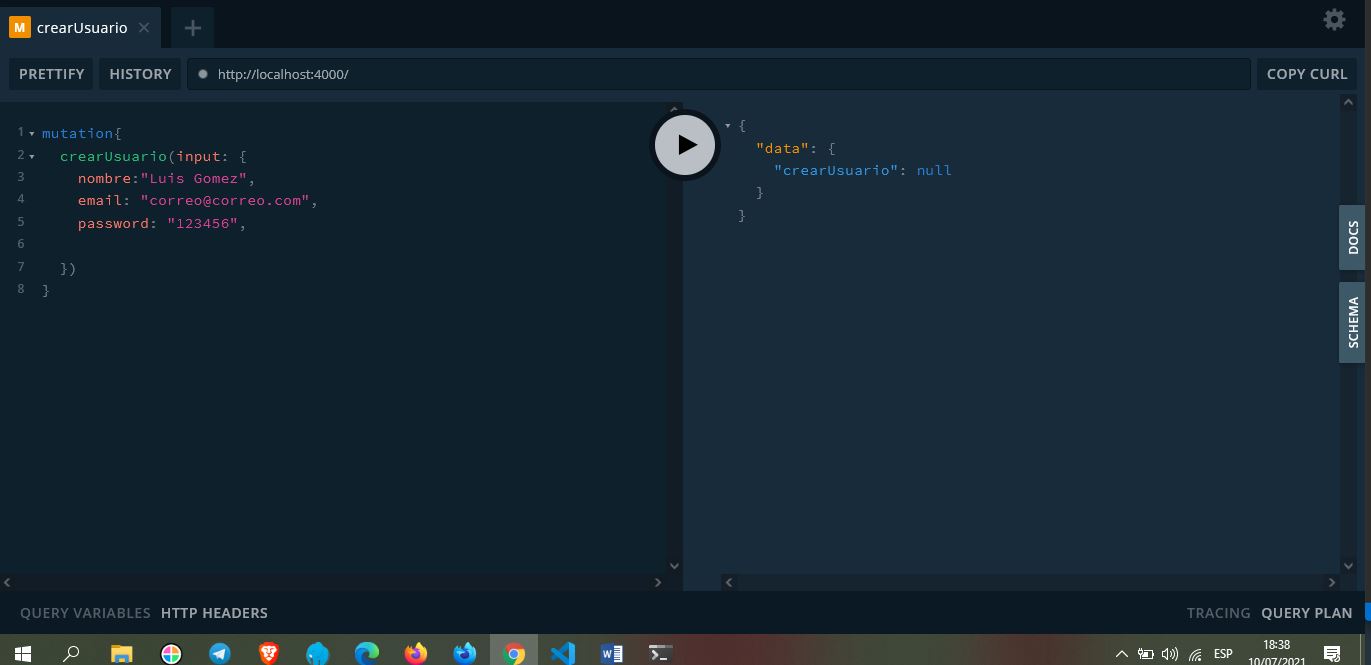 M crearUsuario
PRETTIFY HISTORY http://localhost:4000/ COPY CURL
1 mutation{
2 crearUsuario(input: {
3 nombre:"Luis Gomez",
4 email: "correo@correo.com",
5 password: "123456",
6
7 })
8 }
{
"data": {
"crearUsuario": null
}
}
DOCS
SCHEMA
QUERY VARIABLES HTTP HEADERS TRACING QUERY PLAN
W ESP 18:38
10/07/2021